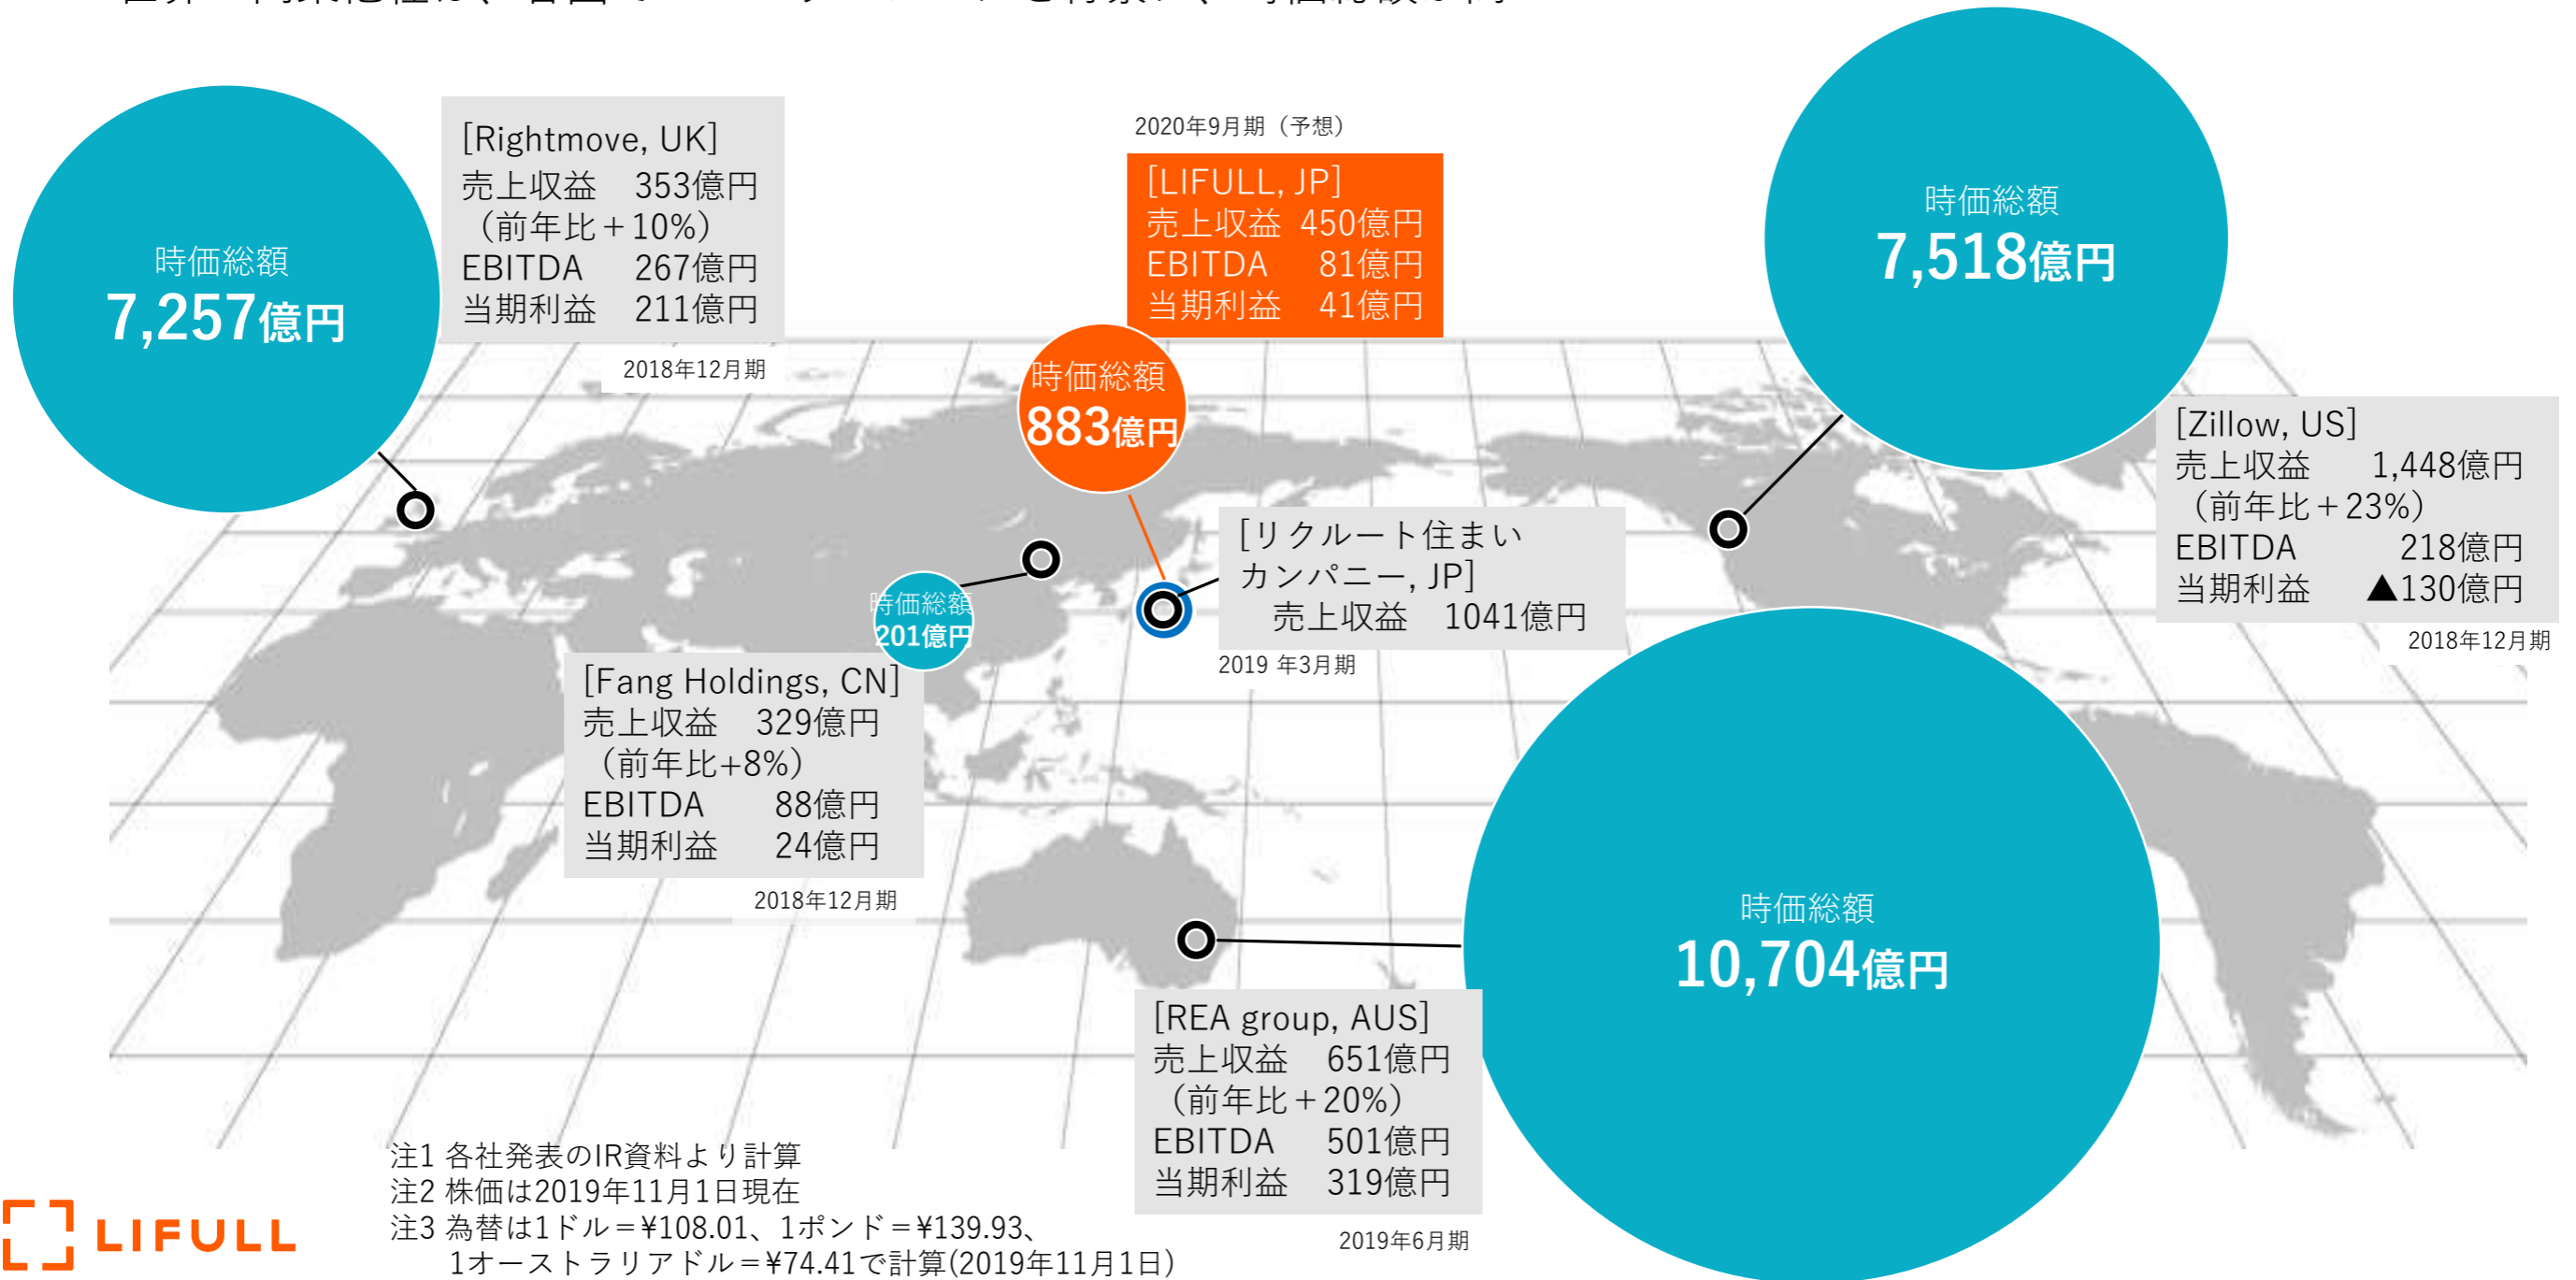 時価総額
7,257億円
[Rightmove, UK]
売上収益 353億円
（前年比＋10%）
EBITDA 267億円
当期利益 211億円
2018年12月期
2020年9月期（予想）
[LIFULL, JP]
売上収益 450億円
EBITDA 81億円
当期利益 41億円
時価総額
883億円
時価総額
7,518億円
[Zillow, US]
売上収益 1,448億円
（前年比＋23%）
EBITDA 218億円
当期利益 ▲130億円
2018年12月期
[リクルート住まい
カンパニー, JP]
売上収益 1041億円
2019 年3月期
時価総額
201億円
[Fang Holdings, CN]
売上収益 329億円
（前年比+8%）
EBITDA 88億円
当期利益 24億円
2018年12月期
時価総額
10,704億円
[REA group, AUS]
売上収益 651億円
（前年比＋20%）
EBITDA 501億円
当期利益 319億円
2019年6月期
注1 各社発表のIR資料より計算
注2 株価は2019年11月1日現在
注3 為替は1ドル＝¥108.01、1ポンド＝¥139.93、
1オーストラリアドル＝¥74.41で計算(2019年11月1日)
LIFULL